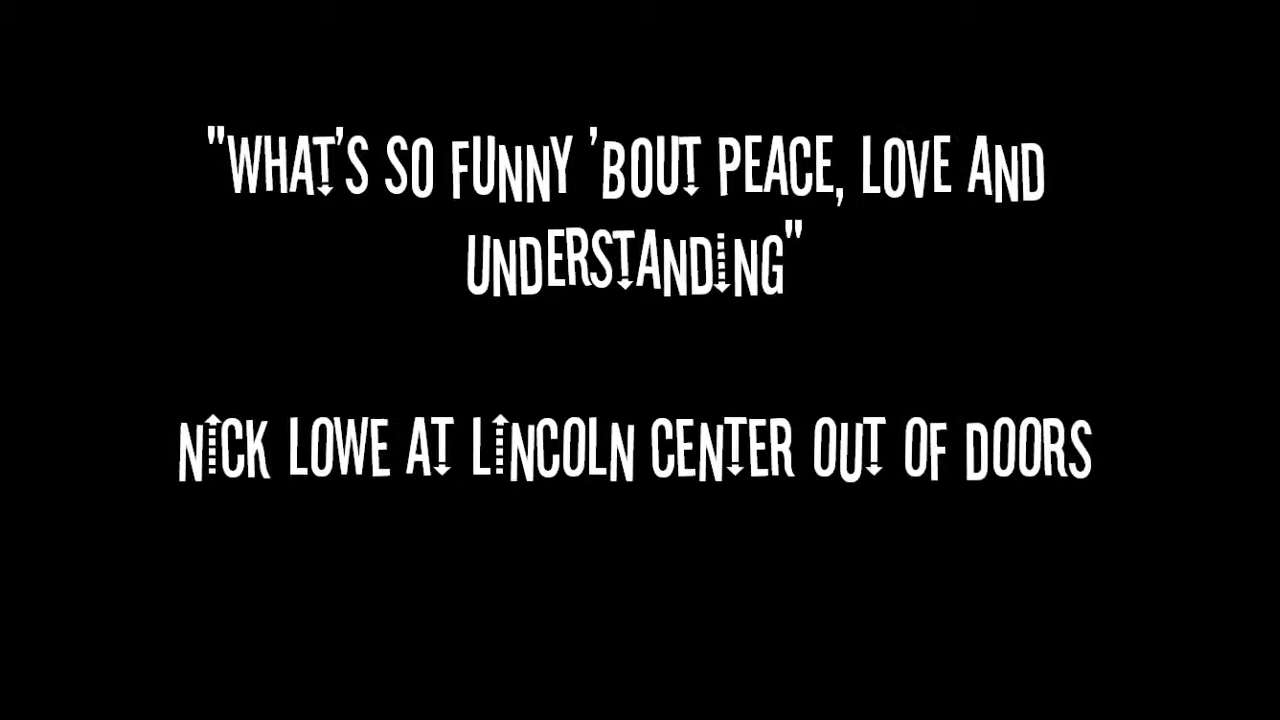 "WHAT'S SO FUNNY 'BOUT PEACE, LOVE AND
UNDERSTANDING"
NICK LOWE AT LINCOLN CENTER OUT OF DOORS